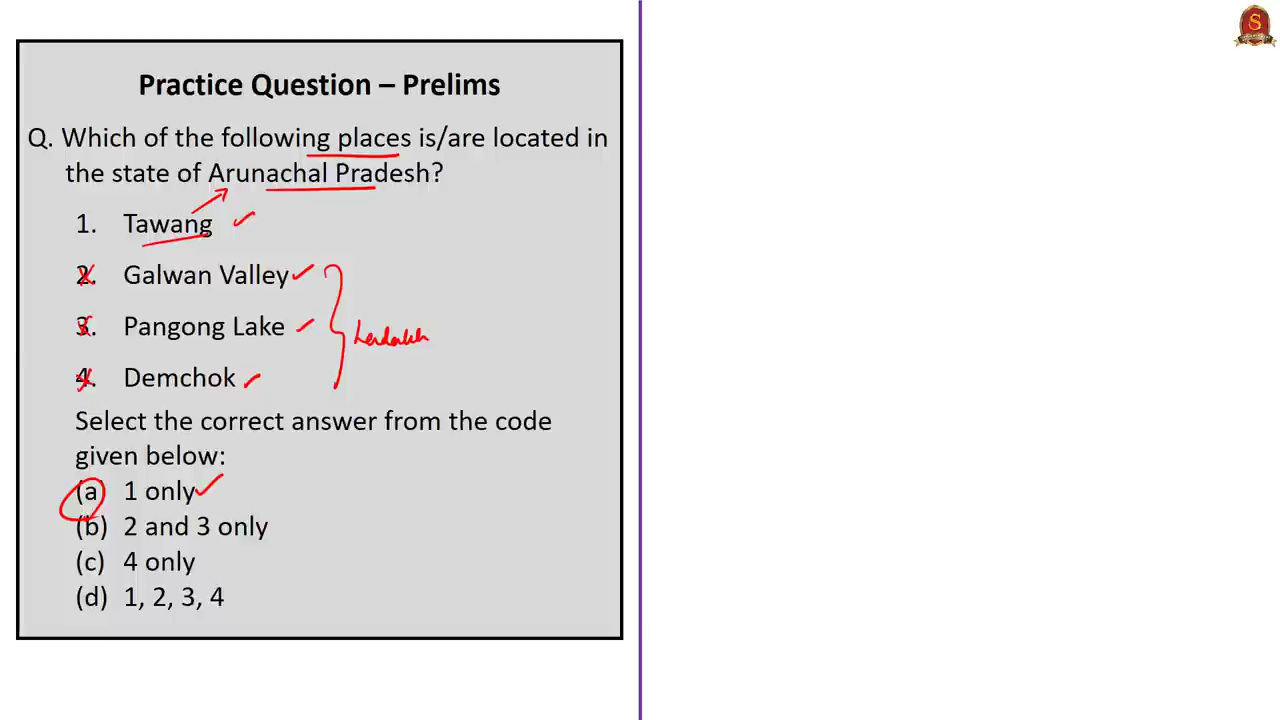 Practice Question – Prelims
Q. Which of the following places is/are located in
the state of Arunachal Pradesh?
1. Tawang
2. Galwan Valley
3. Pangong Lake
Ladakh
4. Demchok
Select the correct answer from the code
given below:
(a) 1 only
(b) 2 and 3 only
(c) 4 only
(d) 1, 2, 3, 4
S